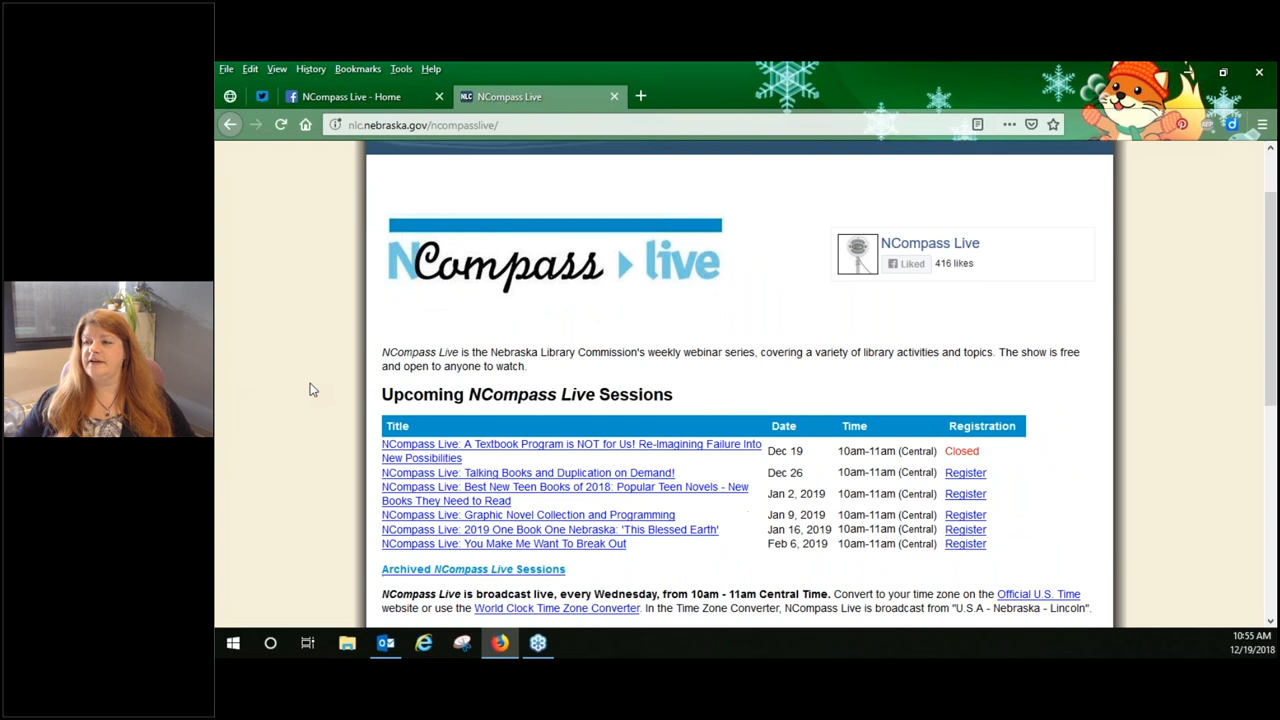 File Edit View History Bookmarks Tools Help
NCompass Live - Home
NLC NCompass Live
nlc.nebraska.gov/ncompasslive/
NCompass live
NCompass Live
Liked 416 likes
NCompass Live is the Nebraska Library Commission's weekly webinar series, covering a variety of library activities and topics. The show is free
and open to anyone to watch.
Upcoming NCompass Live Sessions
Title Date Time Registration
NCompass Live: A Textbook Program is NOT for Us! Re-Imagining Failure Into
New Possibilities Dec 19 10am-11am (Central) Closed
NCompass Live: Talking Books and Duplication on Demand! Dec 26 10am-11am (Central) Register
NCompass Live: Best New Teen Books of 2018: Popular Teen Novels - New
Books They Need to Read Jan 2, 2019 10am-11am (Central) Register
NCompass Live: Graphic Novel Collection and Programming Jan 9, 2019 10am-11am (Central) Register
NCompass Live: 2019 One Book One Nebraska: 'This Blessed Earth' Jan 16, 2019 10am-11am (Central) Register
NCompass Live: You Make Me Want To Break Out Feb 6, 2019 10am-11am (Central) Register
Archived NCompass Live Sessions
NCompass Live is broadcast live, every Wednesday, from 10am - 11am Central Time. Convert to your time zone on the Official U.S. Time
website or use the World Clock Time Zone Converter. In the Time Zone Converter, NCompass Live is broadcast from "U.S.A - Nebraska - Lincoln".
10:55 AM
12/19/2018